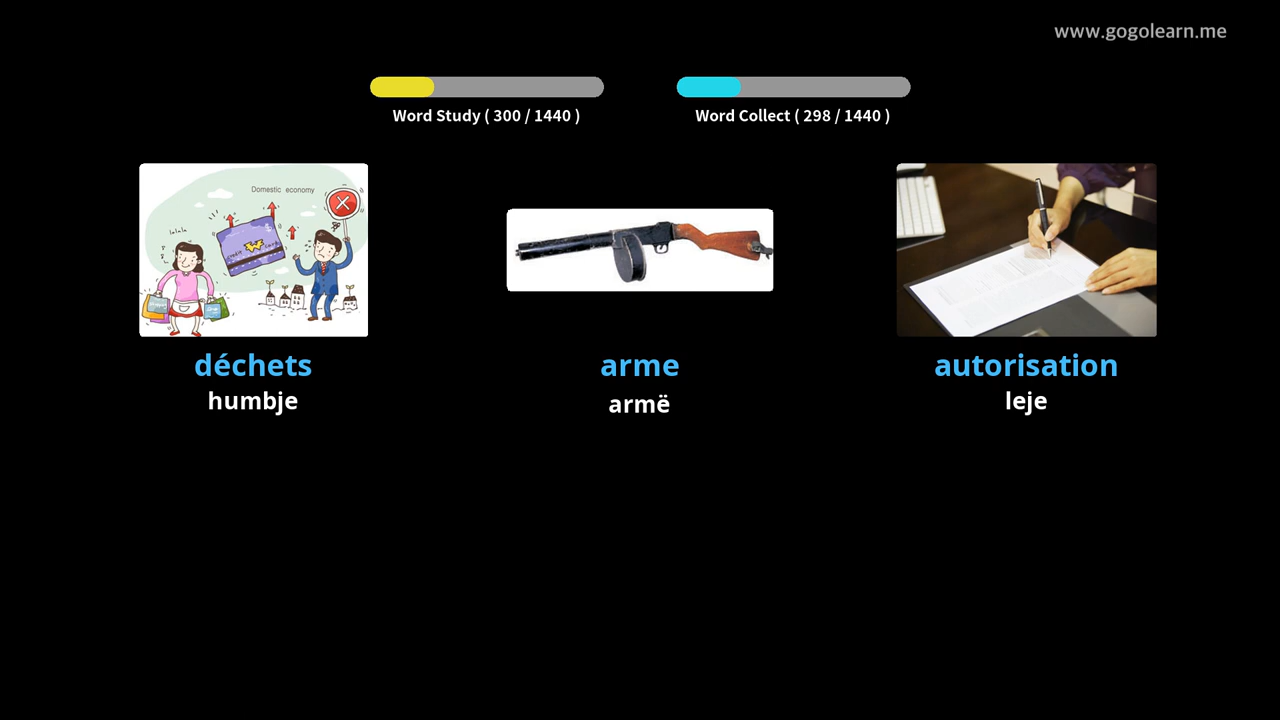 www.gogolearn.me
Word Study ( 300 / 1440 )
Word Collect ( 298 / 1440 )
Domestic economy
lalala
déchets
arme
autorisation
humbje
armë
leje